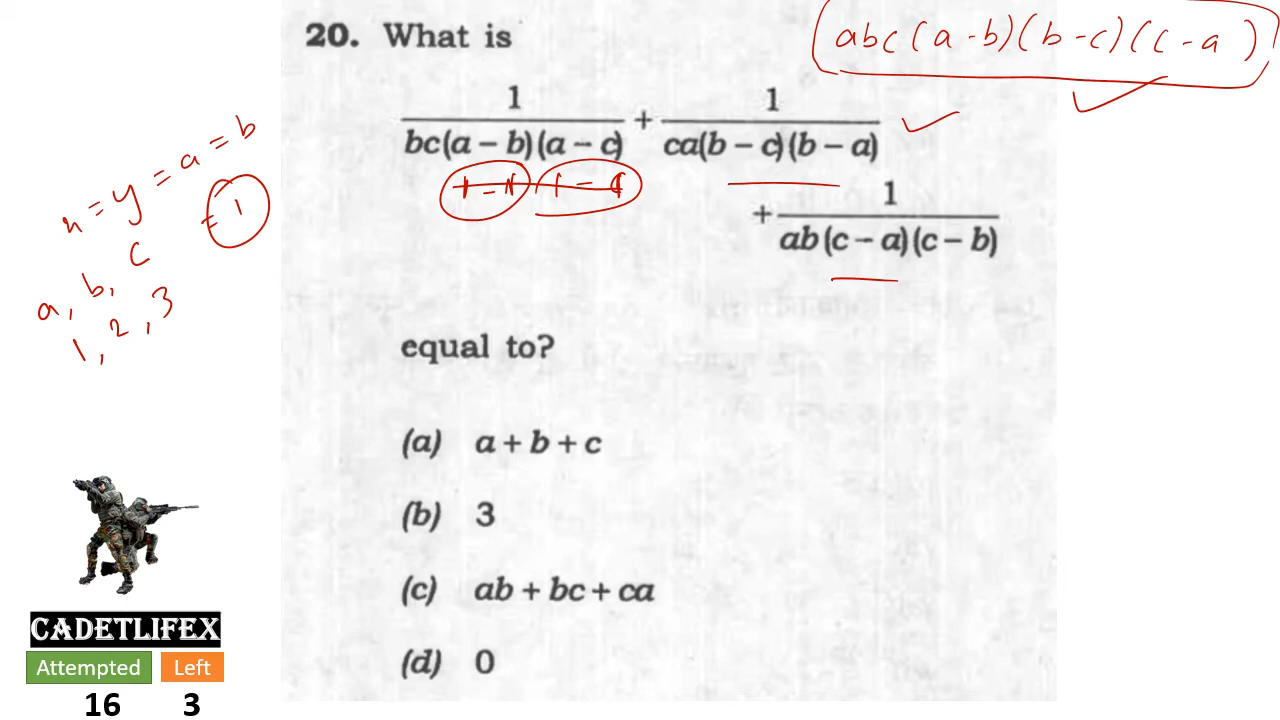 20. What is
abc(a-b)(b-c)(c-a)
1/bc(a – b)(a – c) + 1/ca(b – c)(b – a)
+ 1/ab(c – a)(c – b)
= y = a = b
= 1
a, b, c
1, 2, 3
equal to?
(a) a + b + c
(b) 3
(c) ab + bc + ca
(d) 0
CADETLIFEX
Attempted Left
16 3